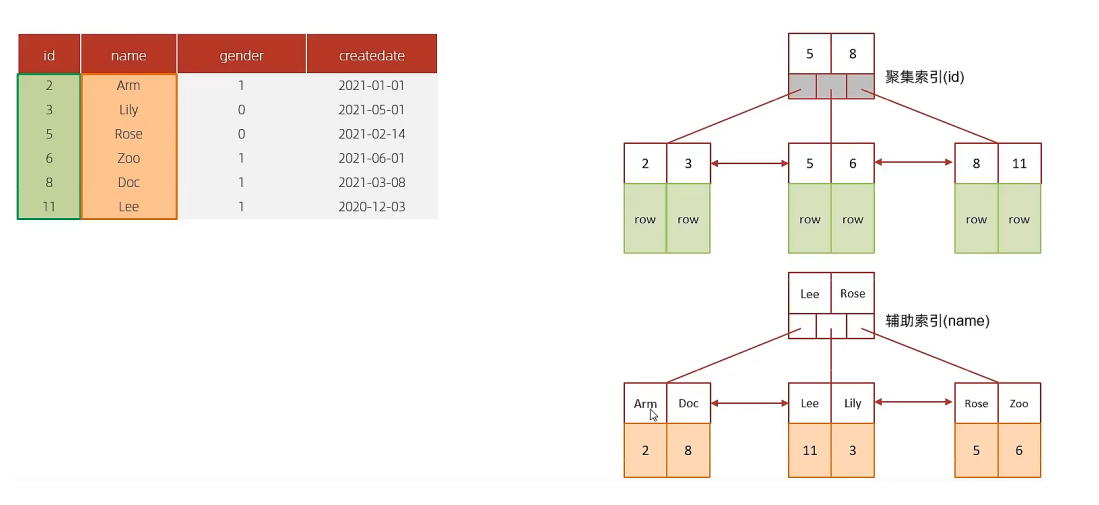 id name gender createdate
2 Arm 1 2021-01-01
3 Lily 0 2021-05-01
5 Rose 0 2021-02-14
6 Zoo 1 2021-06-01
8 Doc 1 2021-03-08
11 Lee 1 2020-12-03
5 8
聚集索引(id)
2 3 5 6 8 11
row row row row row row
Lee Rose
辅助索引(name)
Arm Doc Lee Lily Rose Zoo
2 8 11 3 5 6